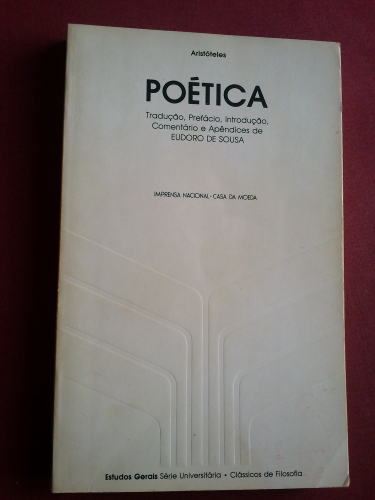 Aristóteles
POÉTICA
Tradução, Prefácio, Introdução,
Comentário e Apêndices de
EUDORO DE SOUSA
IMPRENSA NACIONAL - CASA DA MOEDA
Estudos Gerais Série Universitária • Clássicos de Filosofia